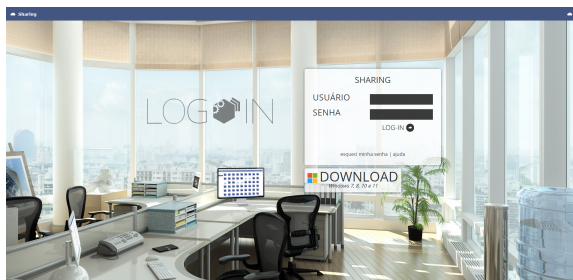 Sharing
LOG IN
SHARING
USUÁRIO
SENHA
LOG-IN
esqueci minha senha | ajuda
DOWNLOAD
Windows 7, 8, 10 e 11